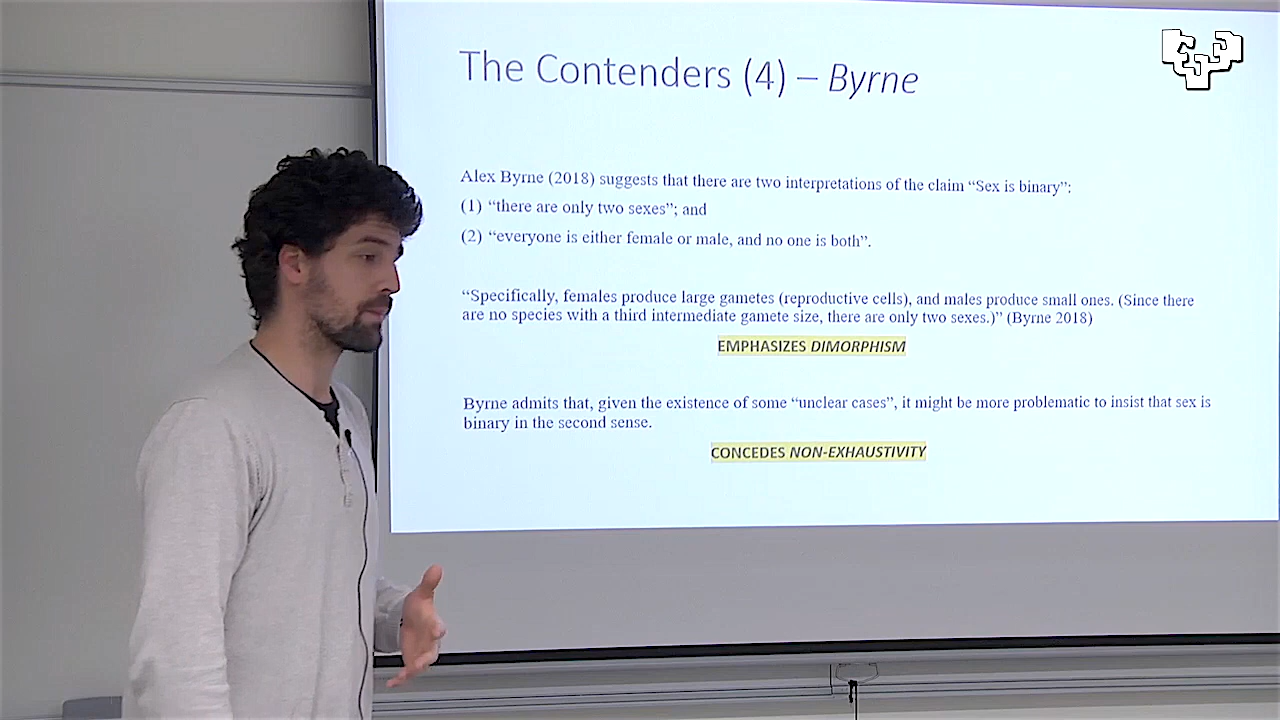 The Contenders (4) – Byrne
Alex Byrne (2018) suggests that there are two interpretations of the claim “Sex is binary”:
(1) “there are only two sexes”; and
(2) “everyone is either female or male, and no one is both”.
“Specifically, females produce large gametes (reproductive cells), and males produce small ones. (Since there
are no species with a third intermediate gamete size, there are only two sexes.)” (Byrne 2018)
EMPHASIZES DIMORPHISM
Byrne admits that, given the existence of some “unclear cases”, it might be more problematic to insist that sex is
binary in the second sense.
CONCEDES NON-EXHAUSTIVITY